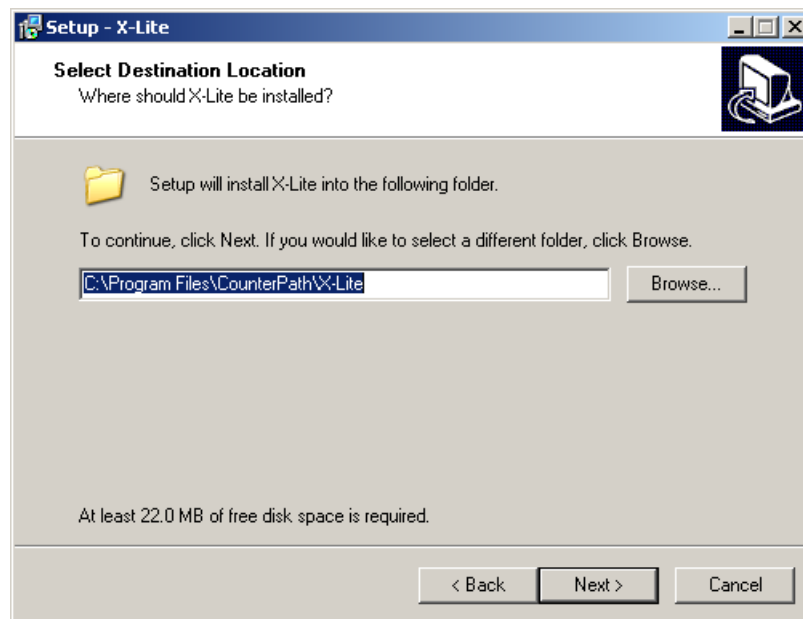 Setup - X-Lite
Select Destination Location
Where should X-Lite be installed?
Setup will install X-Lite into the following folder.
To continue, click Next. If you would like to select a different folder, click Browse.
C:\Program Files\CounterPath\X-Lite
Browse...
At least 22.0 MB of free disk space is required.
< Back
Next >
Cancel